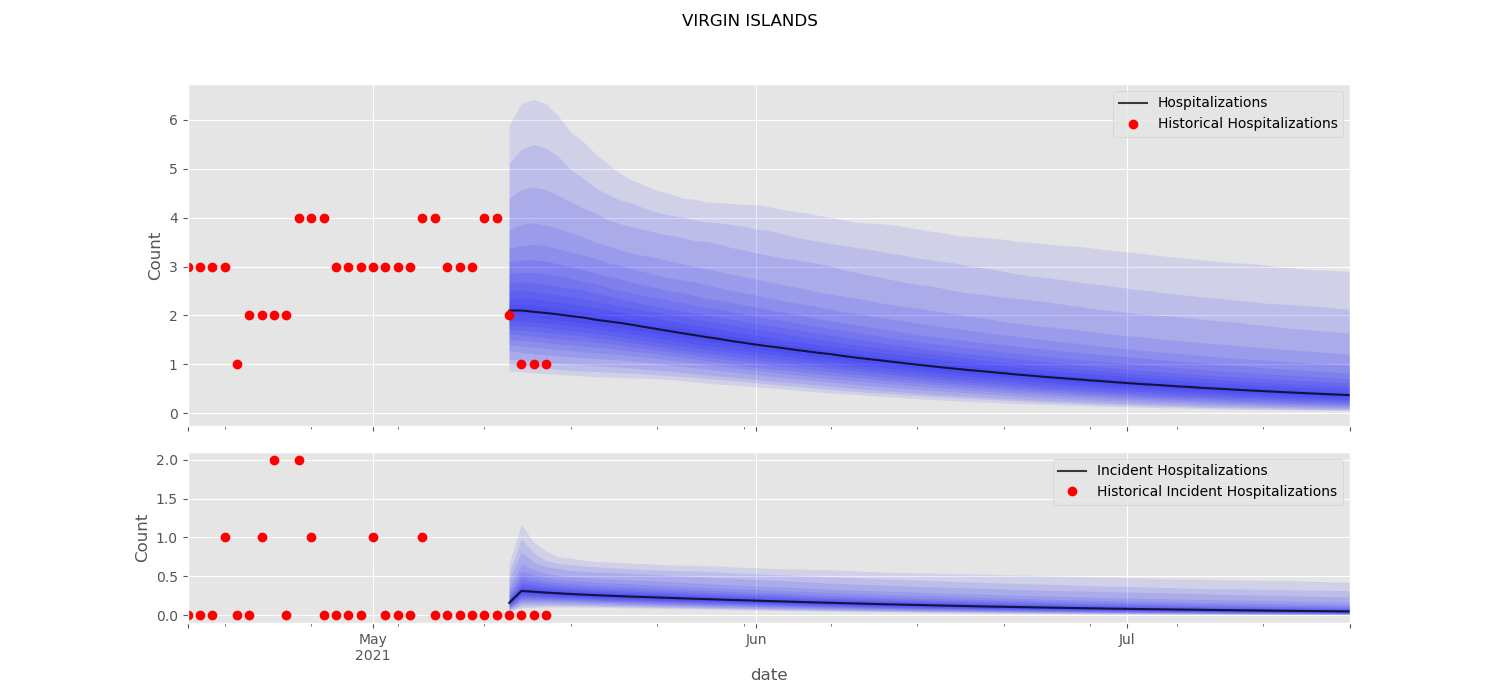 VIRGIN ISLANDS
Hospitalizations
Historical Hospitalizations
6
5
4
3
2
1
0
Count
Incident Hospitalizations
Historical Incident Hospitalizations
2.0
1.5
1.0
0.5
0.0
Count
May
2021
Jun
Jul
date